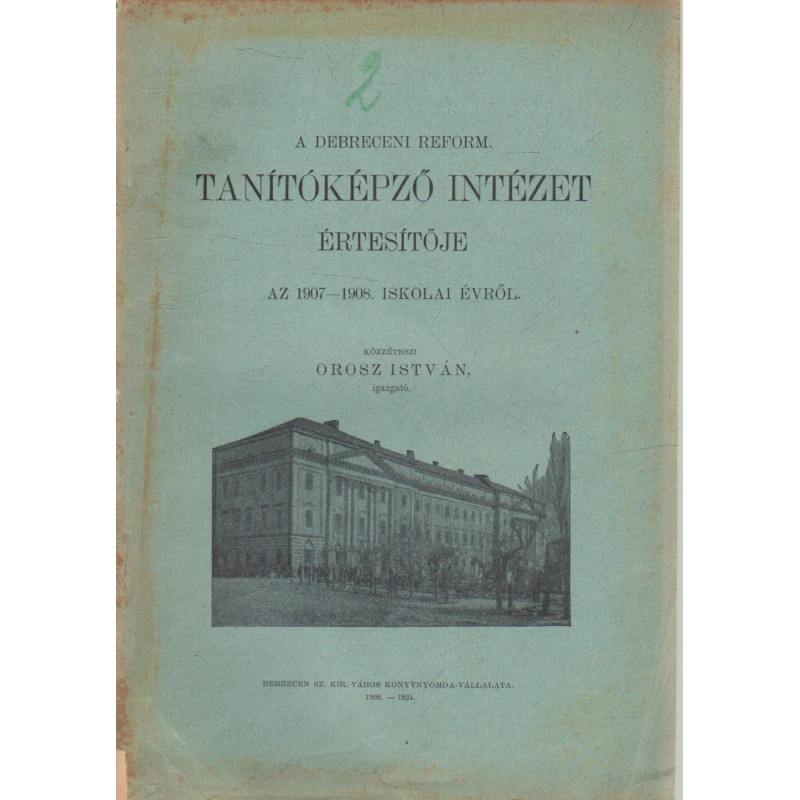 2
A DEBRECENI REFORM.
TANÍTÓKÉPZŐ INTÉZET
ÉRTESÍTŐJE
AZ 1907—1908. ISKOLAI ÉVRŐL.
KÖZZÉTESZI
OROSZ ISTVÁN,
igazgató.
DEBRECEN SZ. KIR. VÁROS KÖNYVNYOMDA-VÁLLALATA.
1908. — 1824.